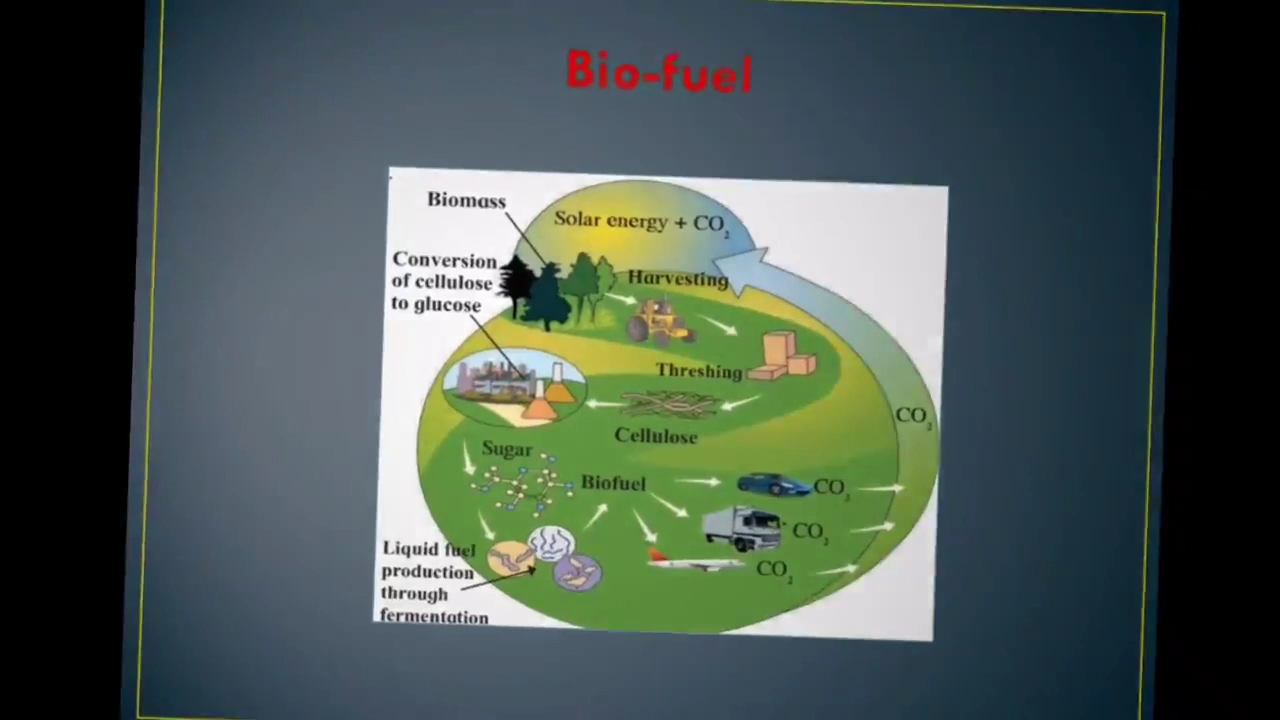 Bio-fuel
Biomass
Solar energy + CO₂
Conversion
of cellulose
to glucose
Harvesting
Threshing
CO₂
Cellulose
Sugar
Biofuel
CO₂
CO₂
CO₂
Liquid fuel
production
through
fermentation